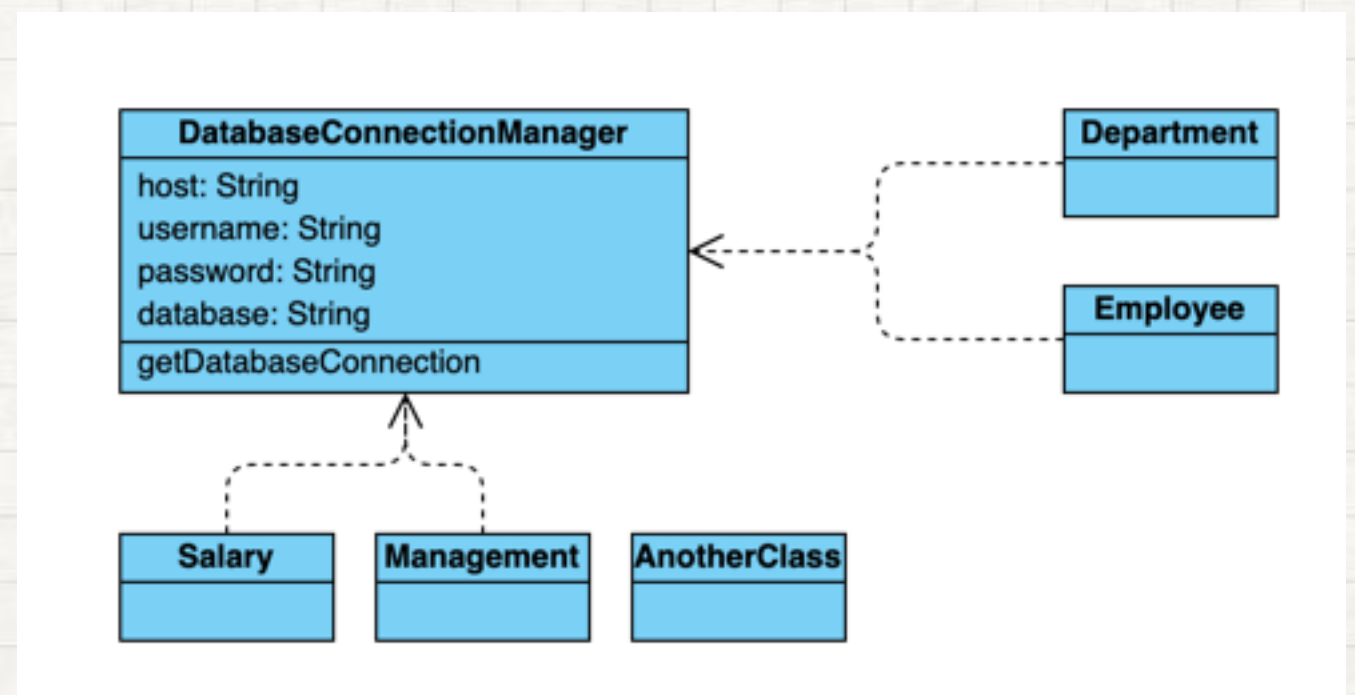 DatabaseConnectionManager
host: String
username: String
password: String
database: String
getDatabaseConnection
Department
Employee
Salary
Management
AnotherClass